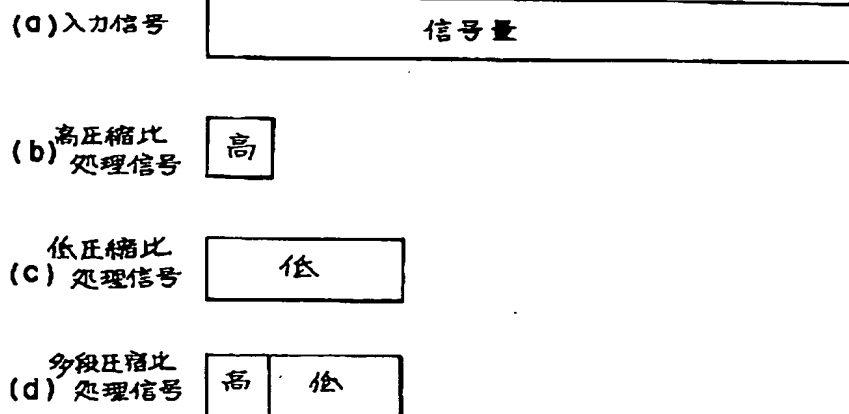 (a)入力信号 信号量
高圧縮比
(b) 処理信号 高
低圧縮比
(c) 処理信号 低
多段圧縮比
(d) 処理信号 高 低